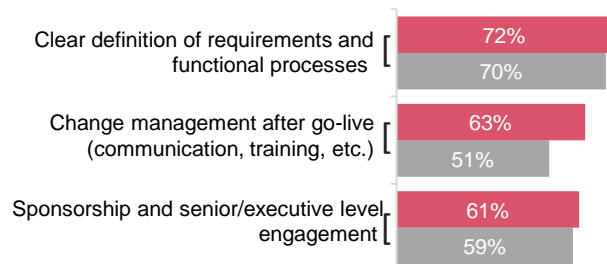 Clear definition of requirements and
functional processes
72%
70%
Change management after go-live
(communication, training, etc.)
63%
51%
Sponsorship and senior/executive level
engagement
61%
59%